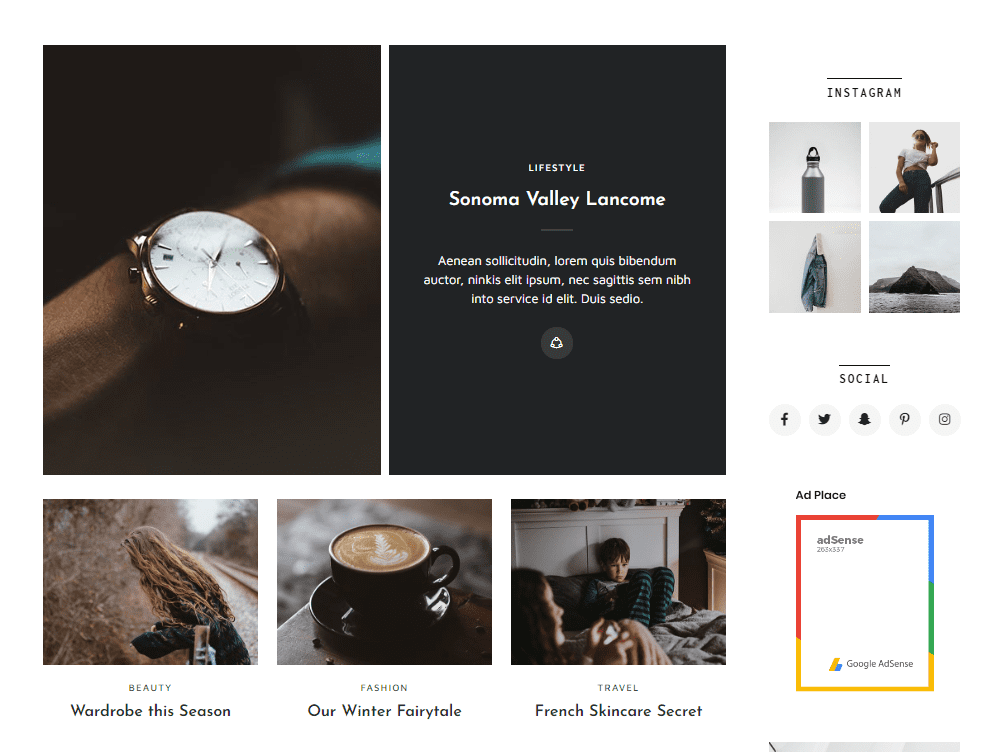 LIFESTYLE
Sonoma Valley Lancome
Aenean sollicitudin, lorem quis bibendum
auctor, ninkis elit ipsum, nec sagittis sem nibh
into service id elit. Duis sedio.
BEAUTY
Wardrobe this Season
FASHION
Our Winter Fairytale
TRAVEL
French Skincare Secret
INSTAGRAM
SOCIAL
Ad Place
adSense
263x337
Google AdSense